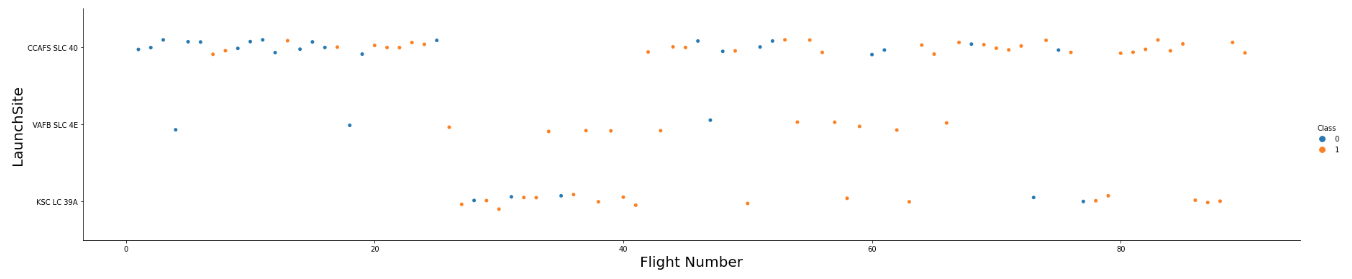 LaunchSite
CCAFS SLC 40
VAFB SLC 4E
KSC LC 39A
0 20 40 60 80
Flight Number
Class
0
1